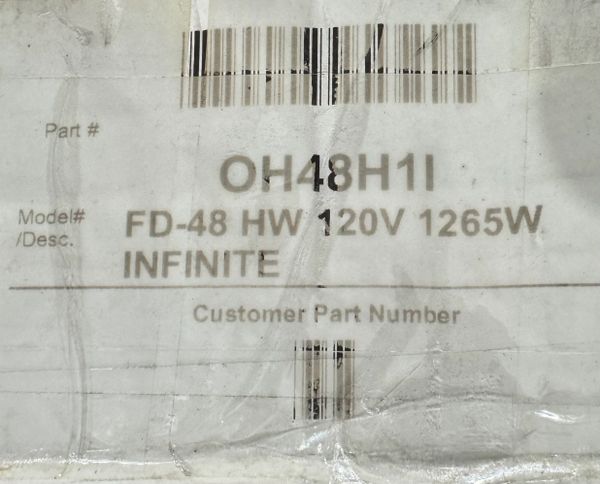 Part #
OH48H1I
Model# FD-48 HW 120V 1265W
/Desc. INFINITE
Customer Part Number